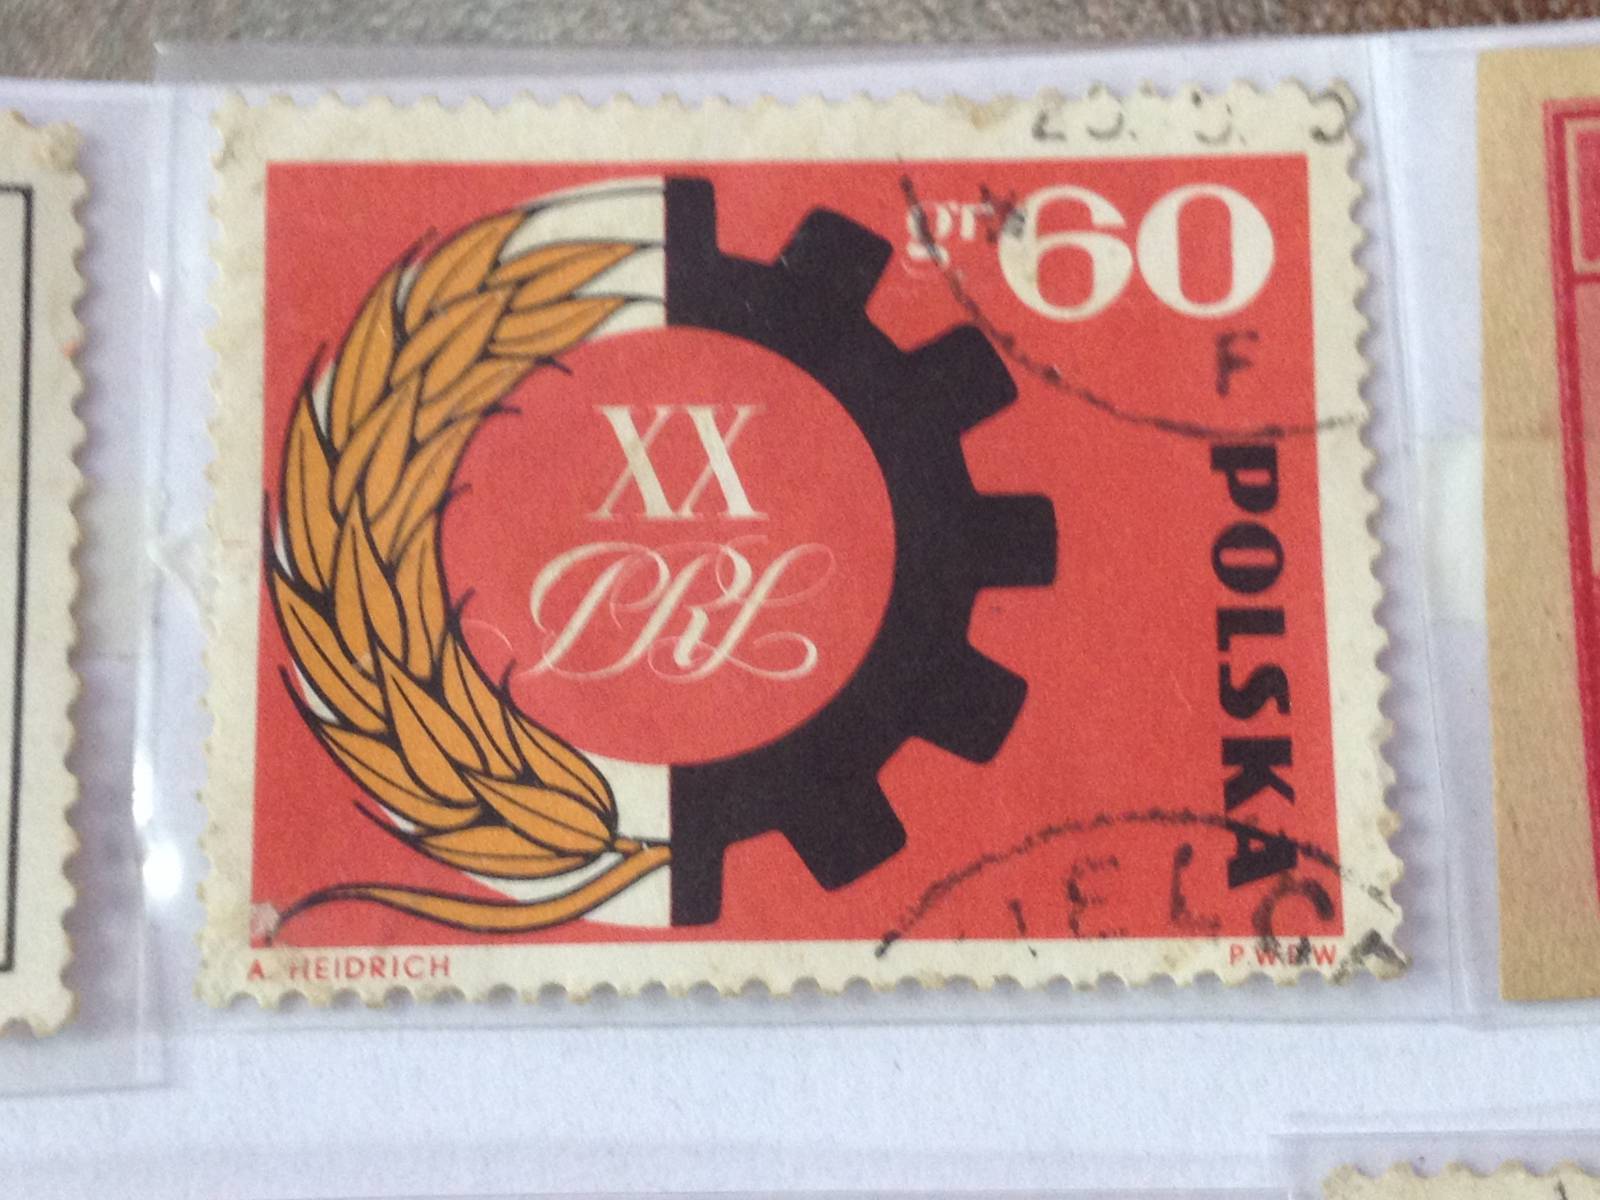 gr 60
XX
PRL
POLSKA
A. HEIDRICH
P.W.P.W.